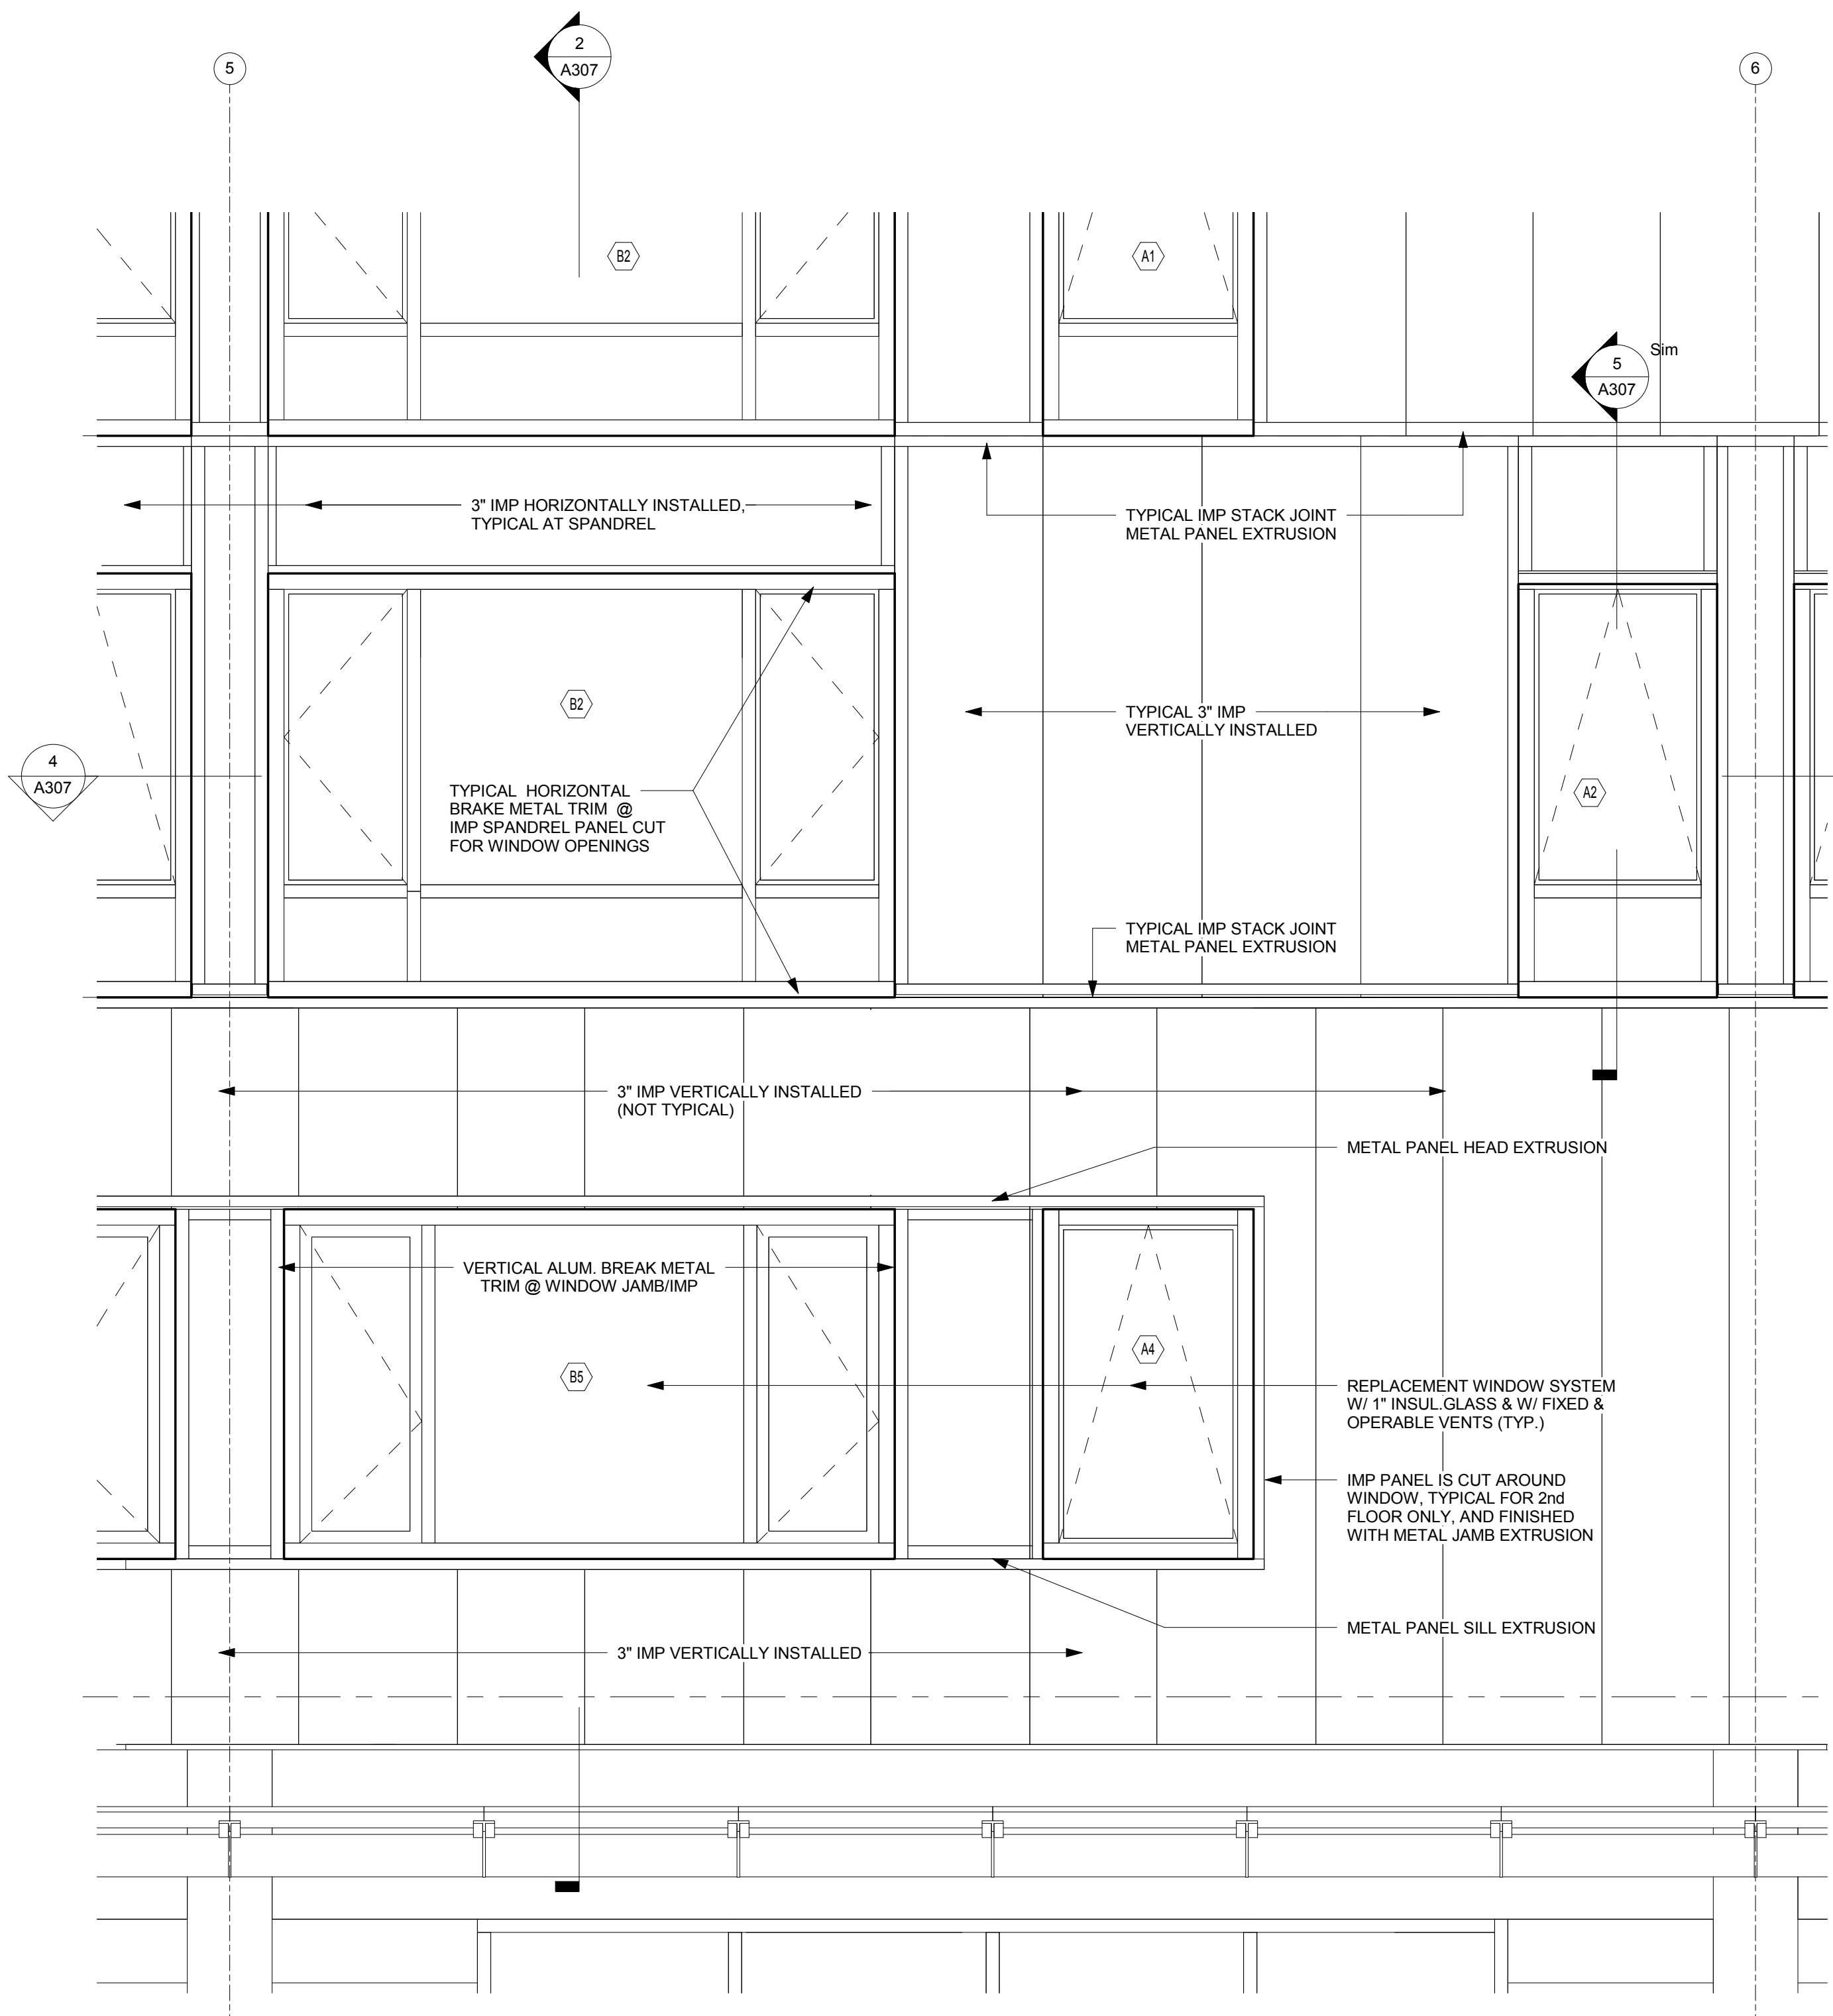 2
A307
5
6
B2
A1
5
A307
Sim
3" IMP HORIZONTALLY INSTALLED,
TYPICAL AT SPANDREL
TYPICAL IMP STACK JOINT
METAL PANEL EXTRUSION
B2
TYPICAL 3" IMP
VERTICALLY INSTALLED
4
A307
TYPICAL  HORIZONTAL
BRAKE METAL TRIM  @
IMP SPANDREL PANEL CUT
FOR WINDOW OPENINGS
A2
TYPICAL IMP STACK JOINT
METAL PANEL EXTRUSION
3" IMP VERTICALLY INSTALLED
(NOT TYPICAL)
METAL PANEL HEAD EXTRUSION
VERTICAL ALUM. BREAK METAL
TRIM @ WINDOW JAMB/IMP
A4
B5
REPLACEMENT WINDOW SYSTEM
W/ 1" INSUL.GLASS & W/ FIXED &
OPERABLE VENTS (TYP.)
IMP PANEL IS CUT AROUND
WINDOW, TYPICAL FOR 2nd
FLOOR ONLY, AND FINISHED
WITH METAL JAMB EXTRUSION
METAL PANEL SILL EXTRUSION
3" IMP VERTICALLY INSTALLED